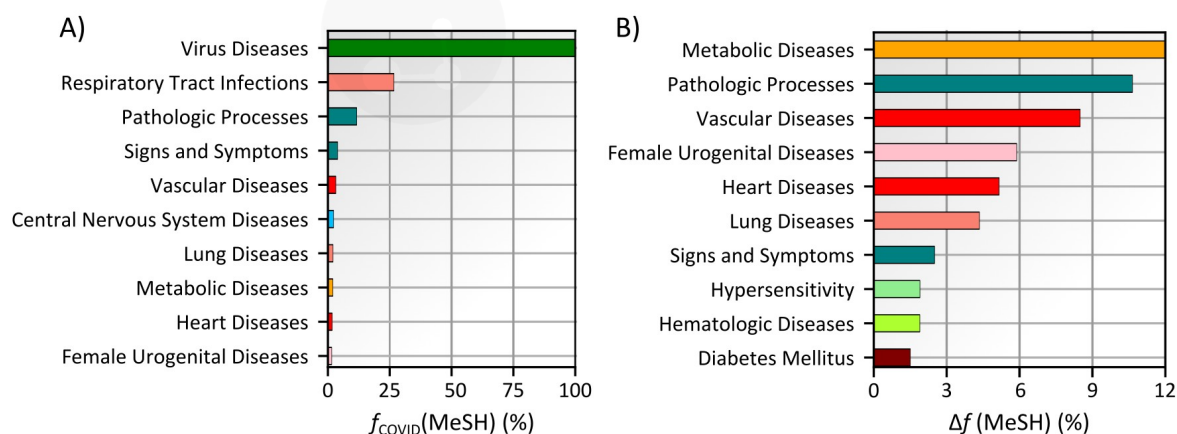 A)
Virus Diseases
Respiratory Tract Infections
Pathologic Processes
Signs and Symptoms
Vascular Diseases
Central Nervous System Diseases
Lung Diseases
Metabolic Diseases
Heart Diseases
Female Urogenital Diseases
0 25 50 75 100
fCOVID(MeSH) (%)
B)
Metabolic Diseases
Pathologic Processes
Vascular Diseases
Female Urogenital Diseases
Heart Diseases
Lung Diseases
Signs and Symptoms
Hypersensitivity
Hematologic Diseases
Diabetes Mellitus
0 3 6 9 12
Δf (MeSH) (%)